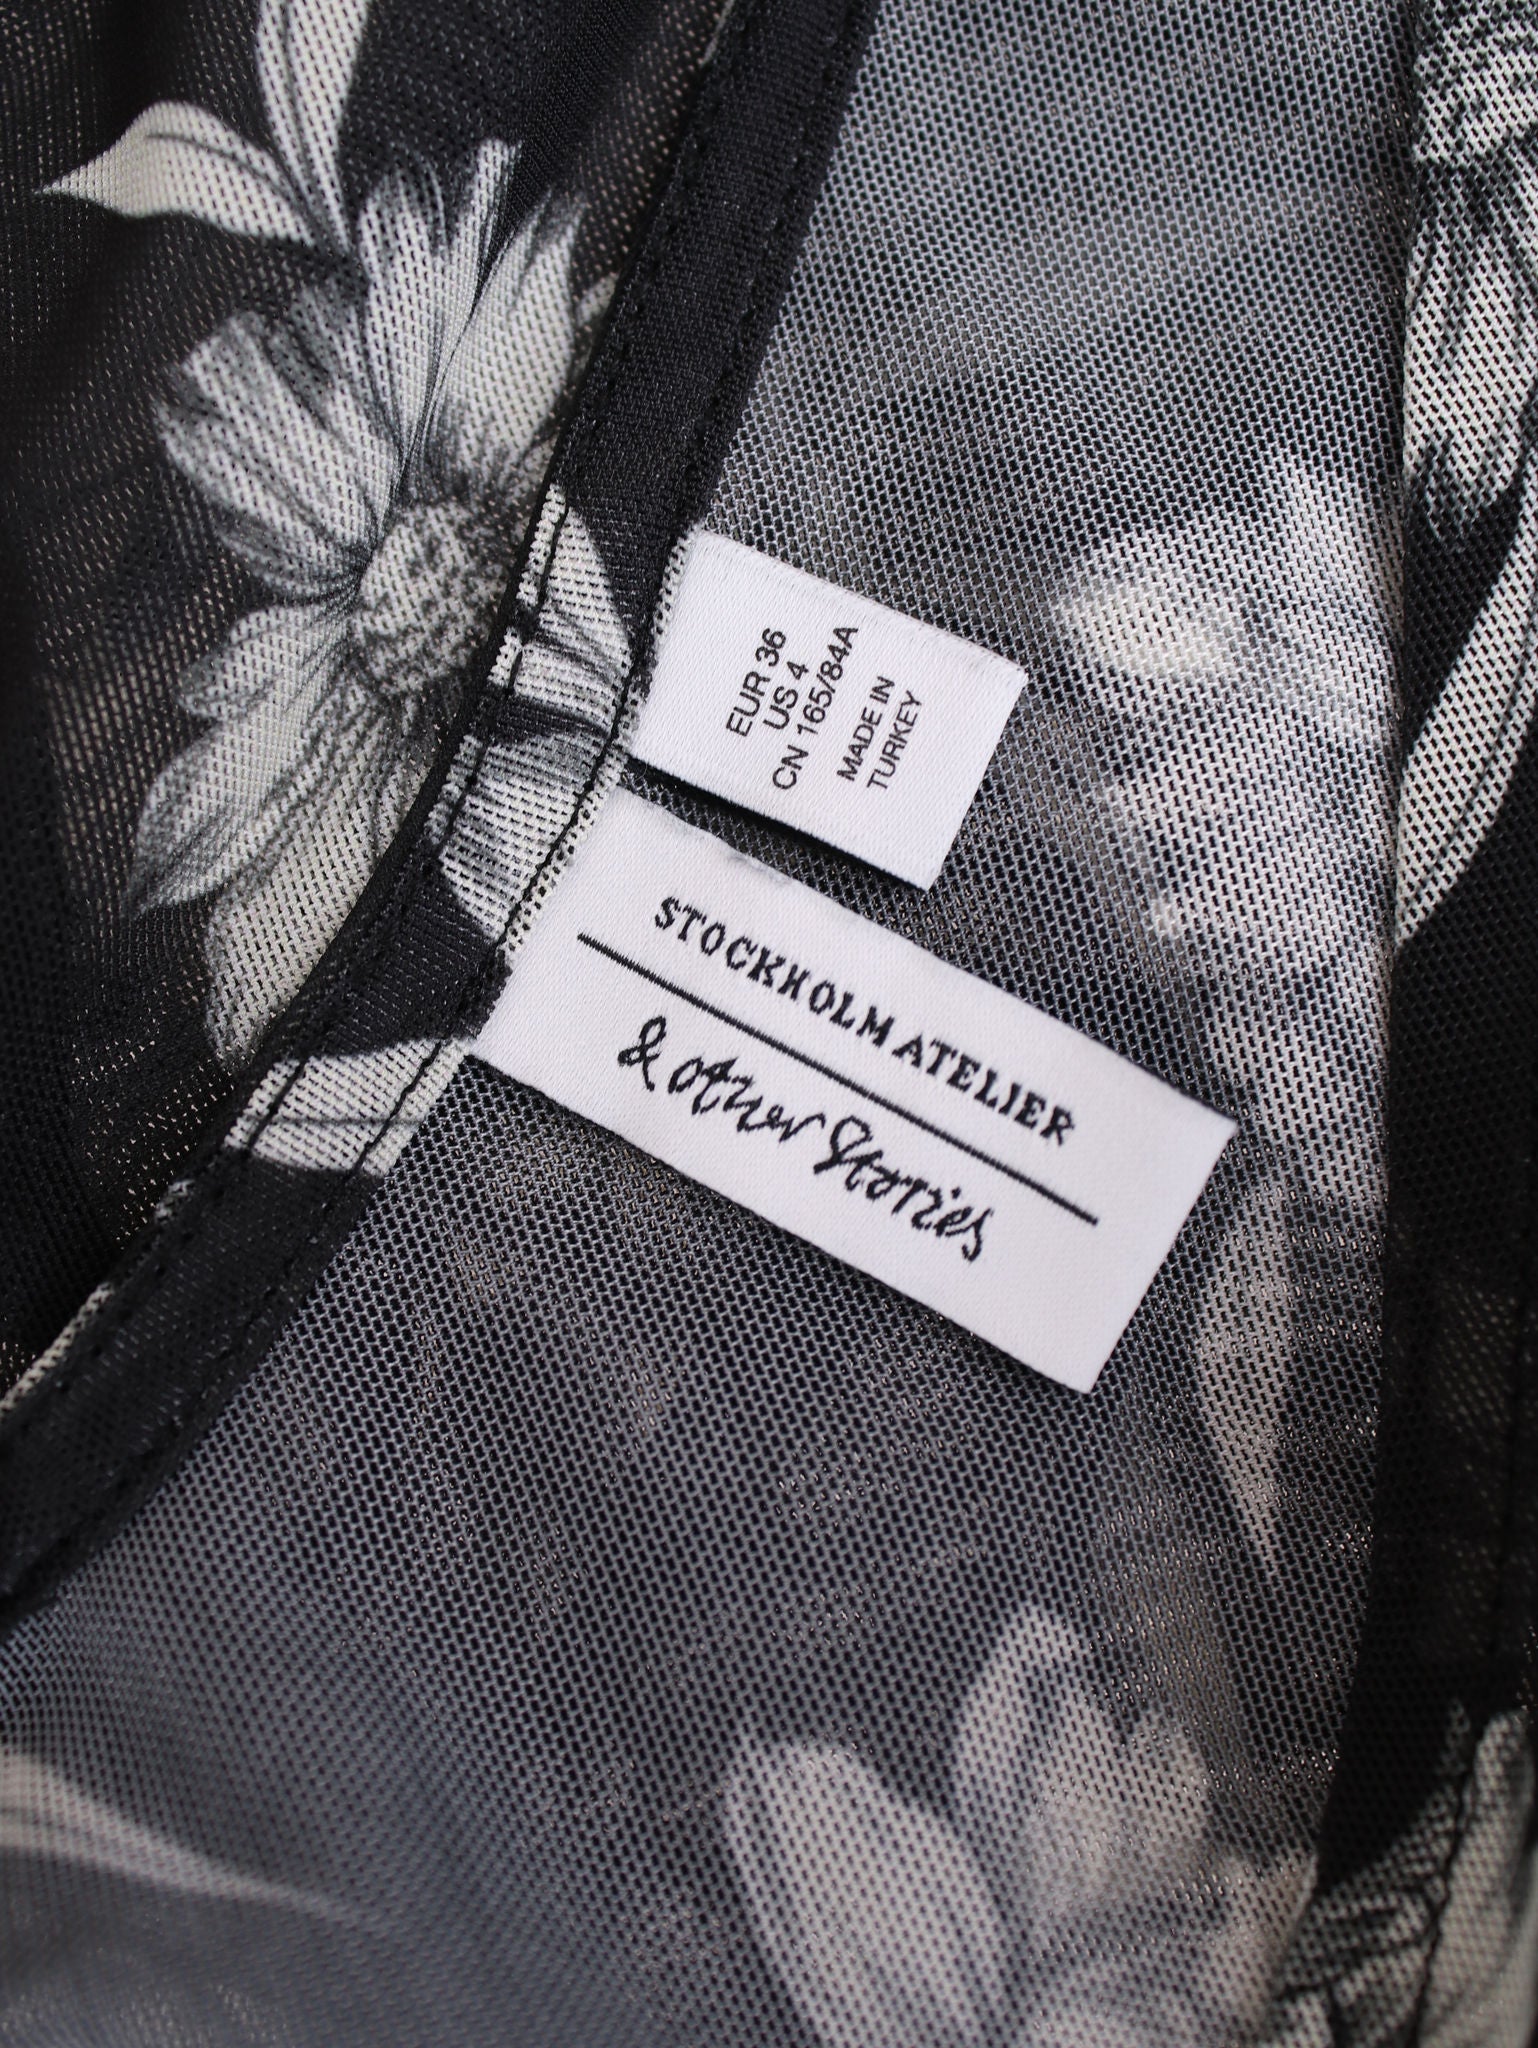 EUR 36
US 4
CN 165/84A
MADE IN
TURKEY
STOCKHOLM ATELIER
& other Stories